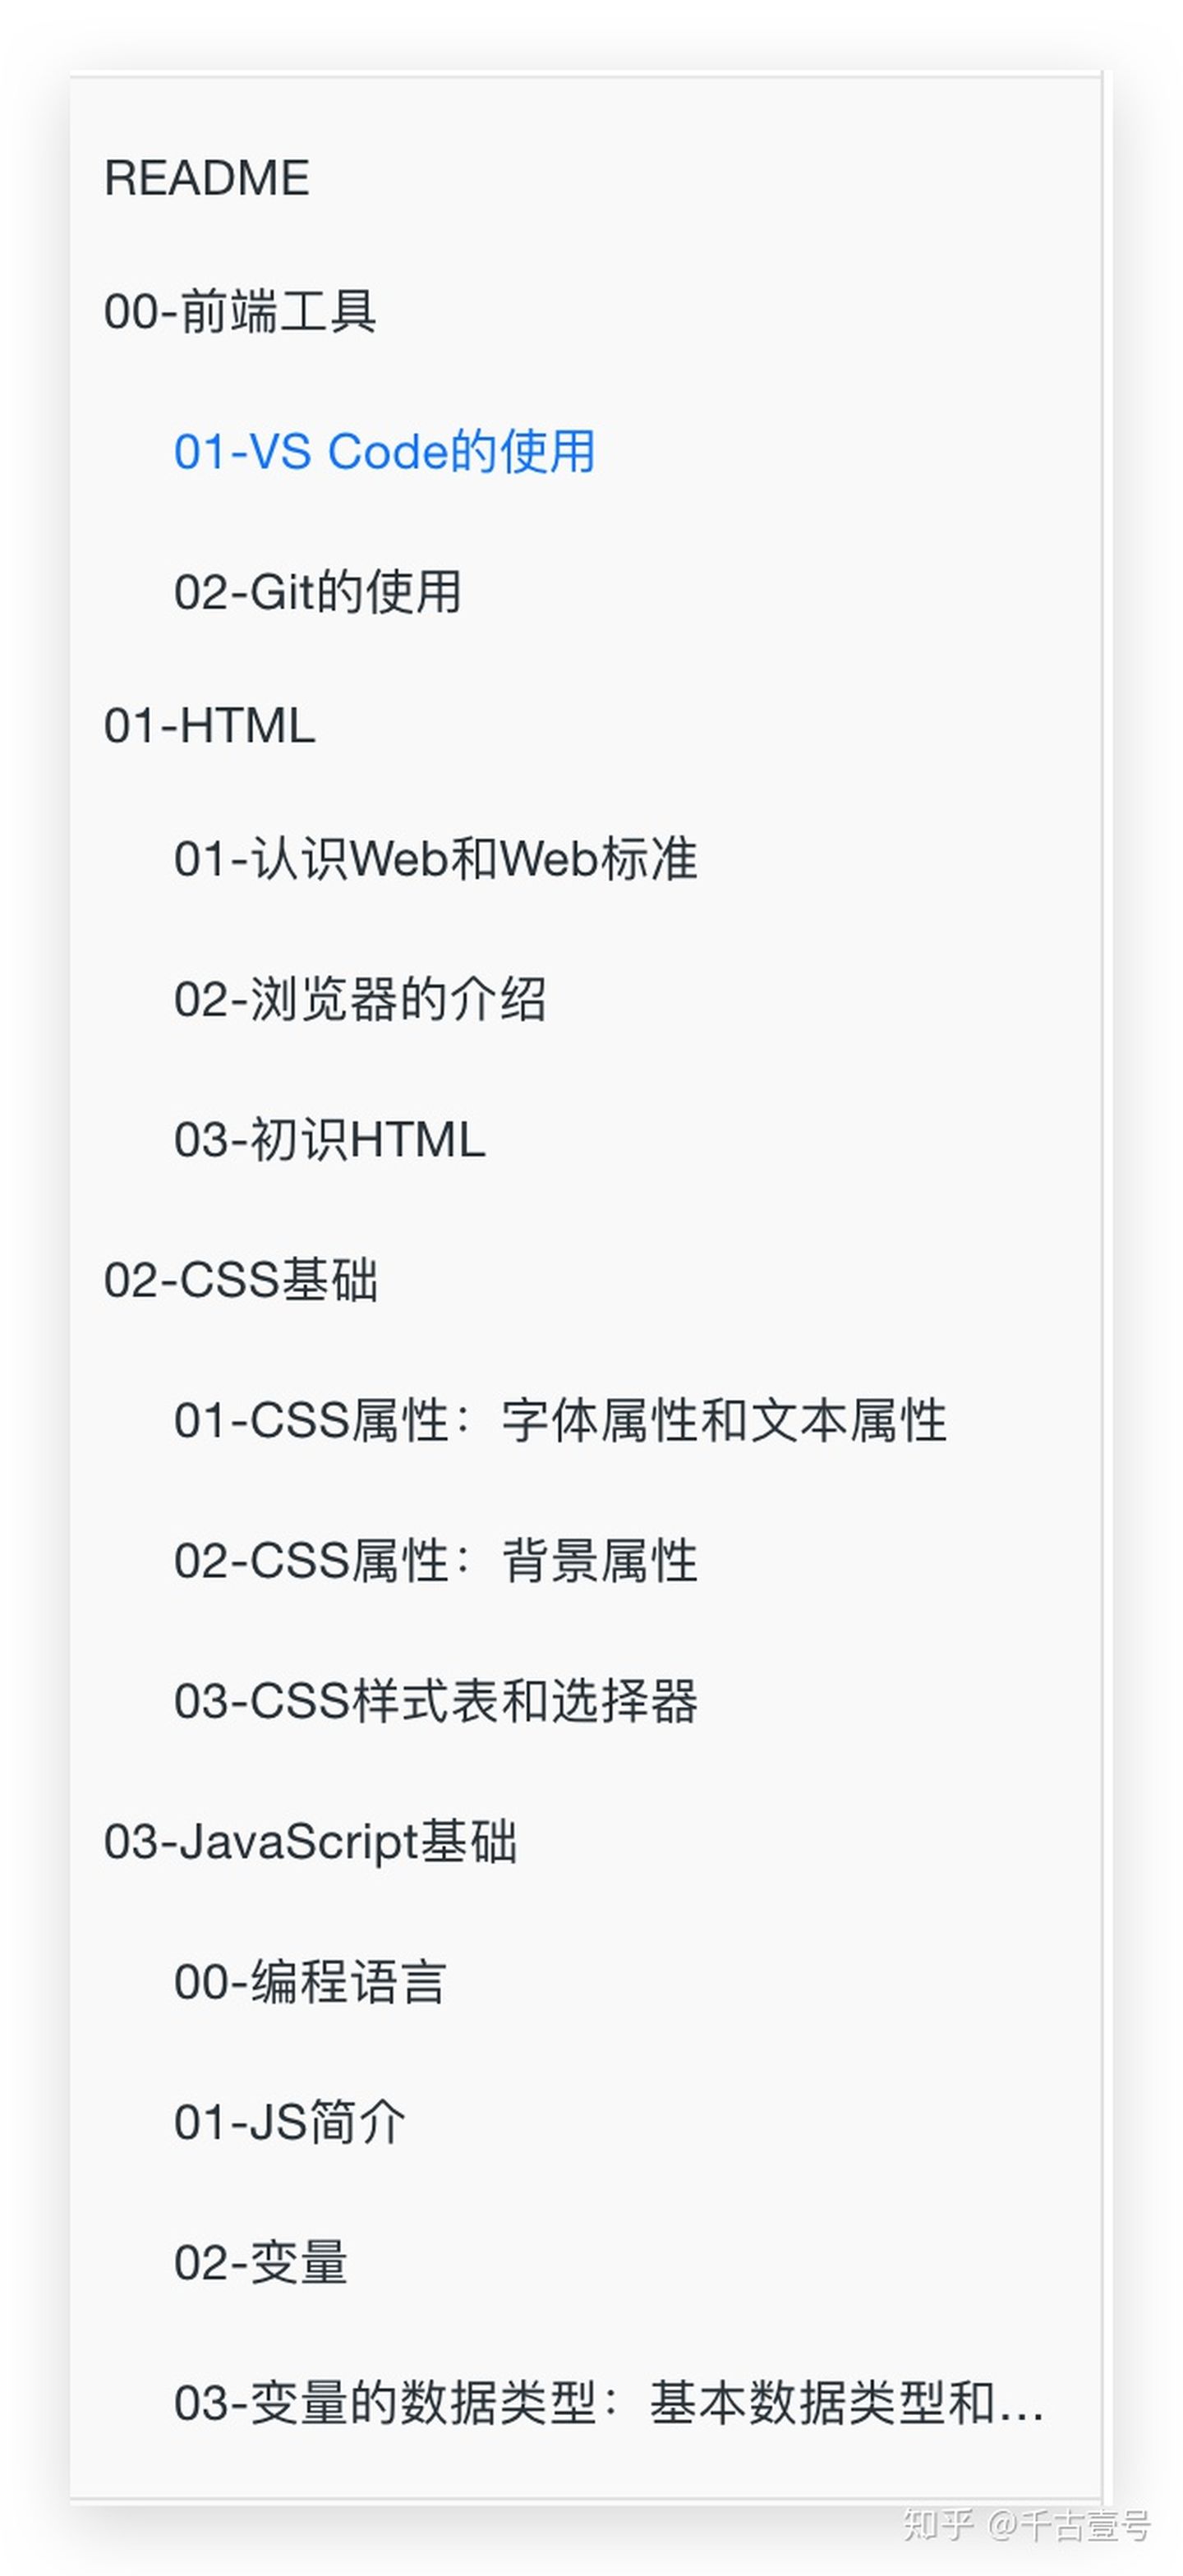 README
00-前端工具
01-VS Code的使用
02-Git的使用
01-HTML
01-认识Web和Web标准
02-浏览器的介绍
03-初识HTML
02-CSS基础
01-CSS属性：字体属性和文本属性
02-CSS属性：背景属性
03-CSS样式表和选择器
03-JavaScript基础
00-编程语言
01-JS简介
02-变量
03-变量的数据类型：基本数据类型和...
知乎 @千古壹号